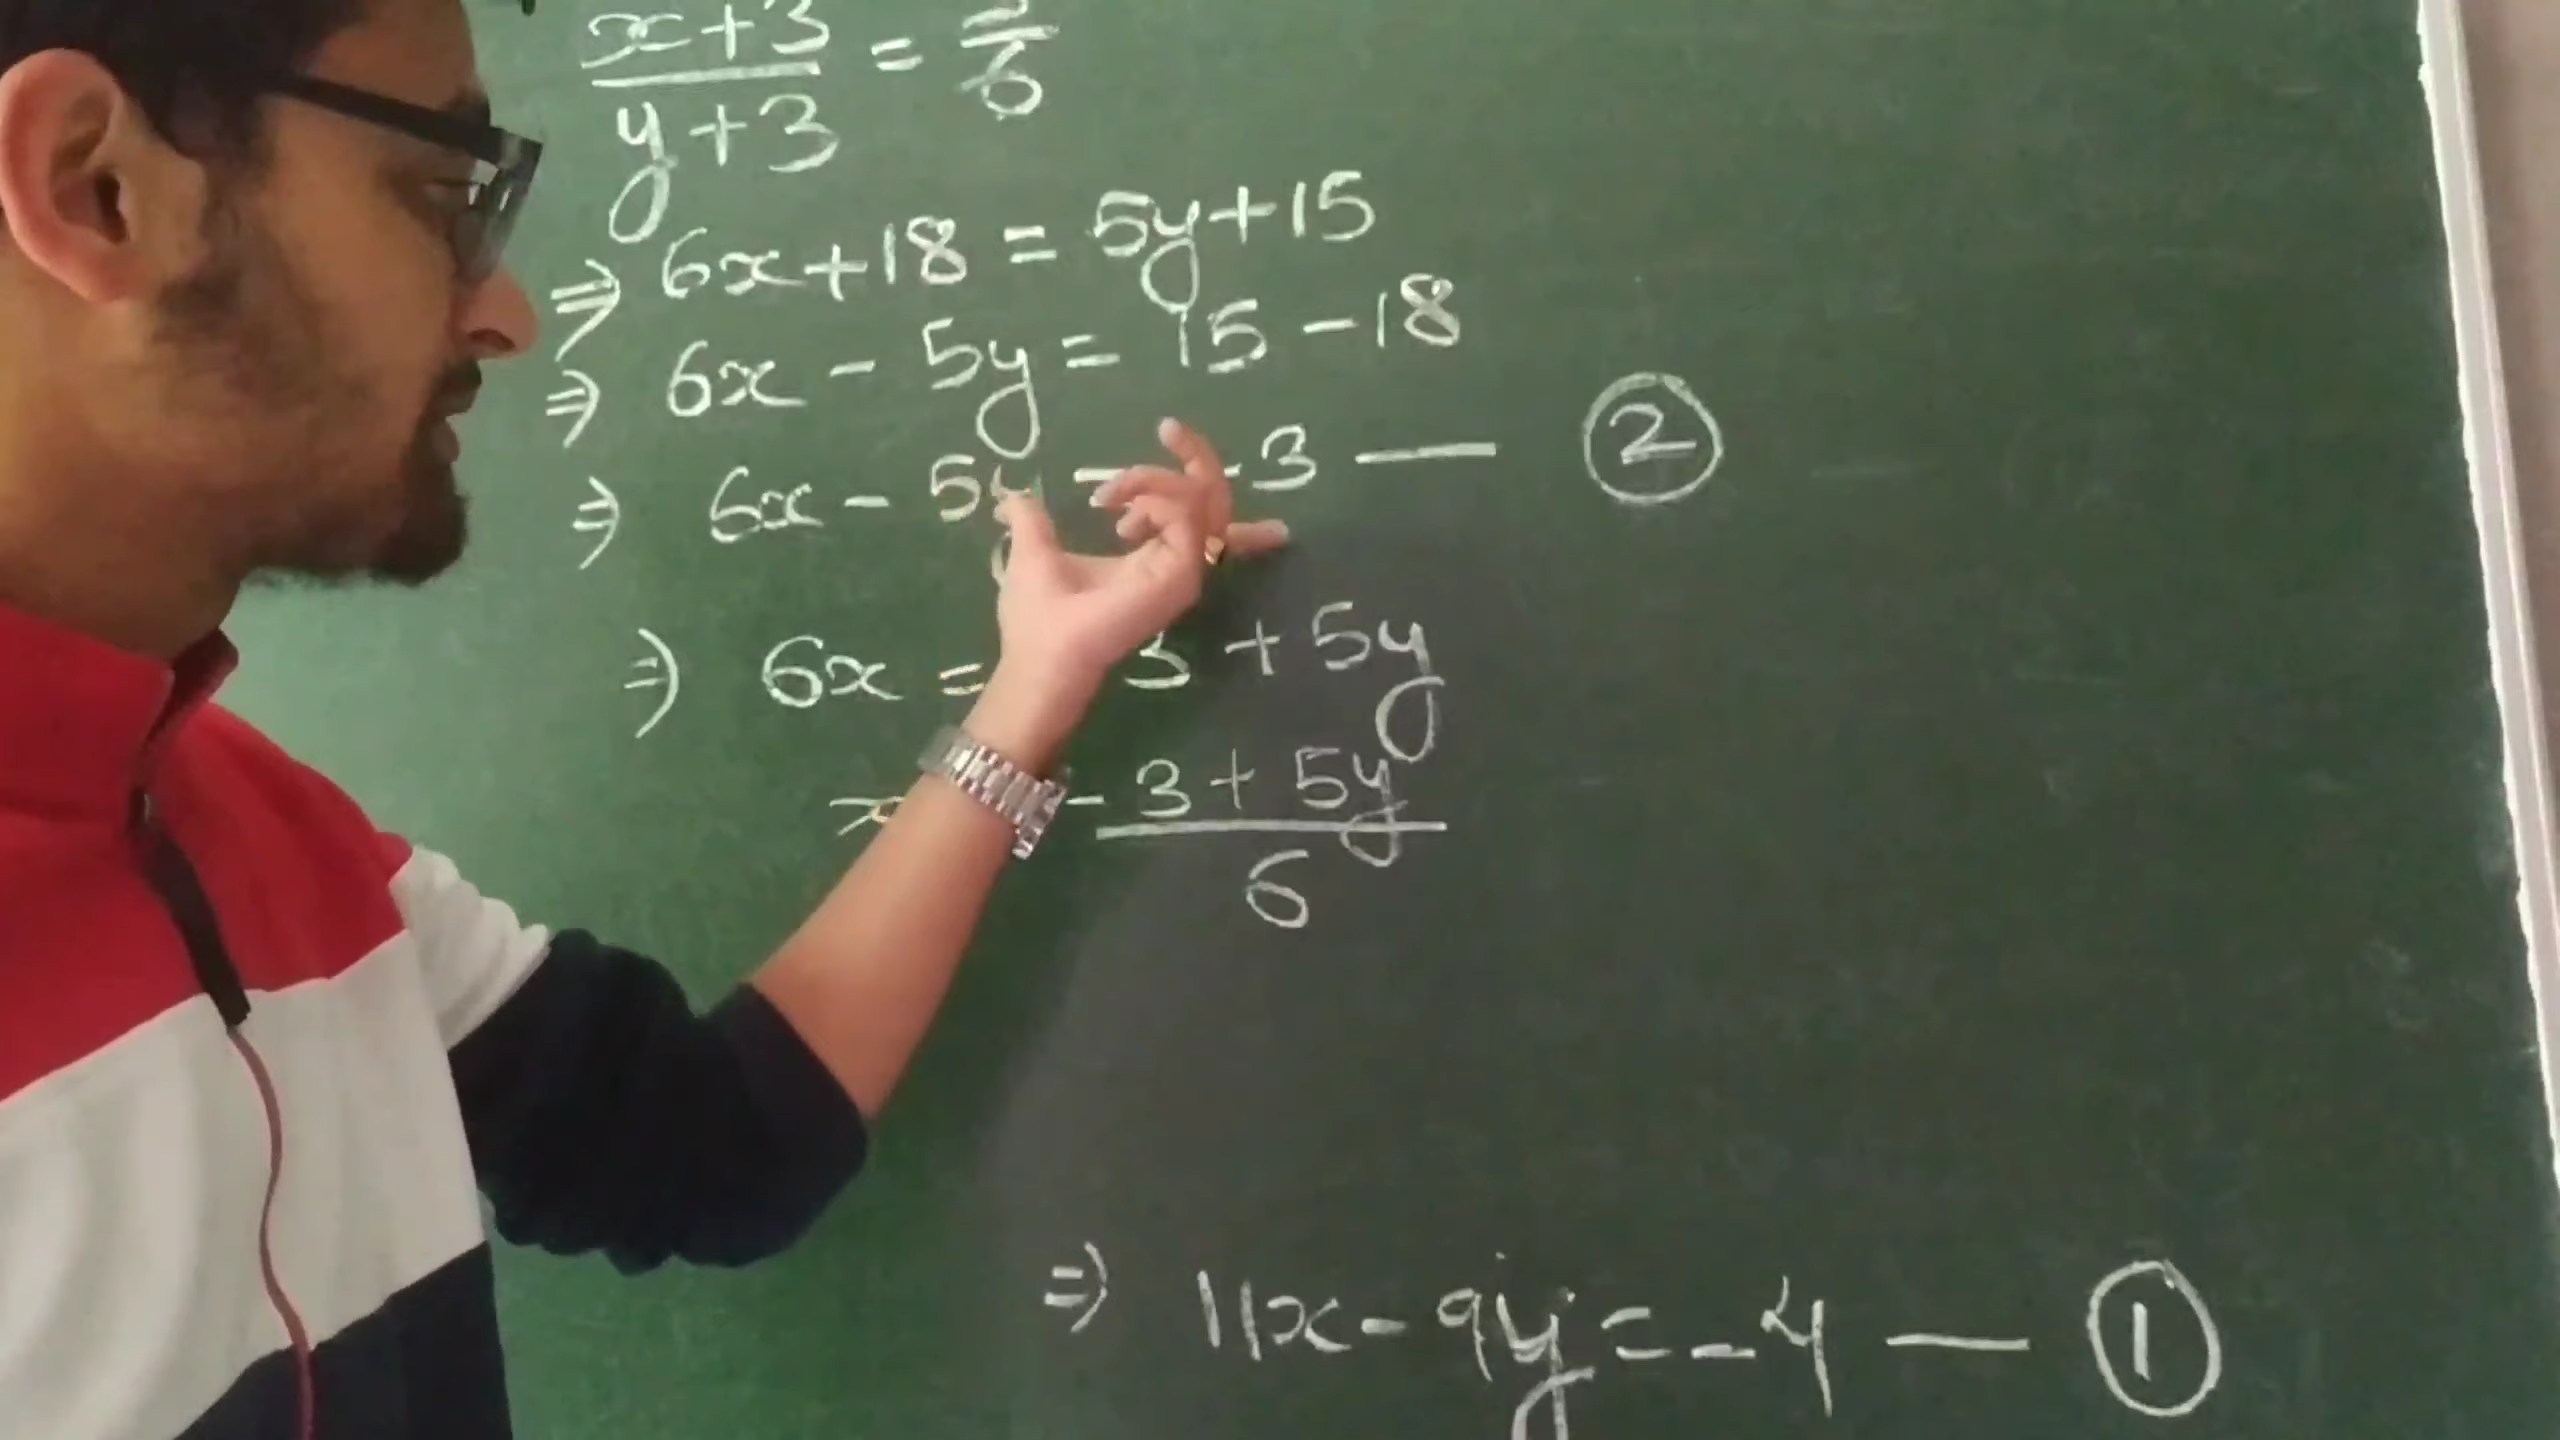 x+3 / y+3 = 5/6
⇒ 6x+18 = 5y+15
⇒ 6x - 5y = 15 - 18
⇒ 6x - 5y = -3 — ②
⇒ 6x = 3 + 5y
x - 3 + 5y / 6
⇒ 11x - 9y = -4 — ①